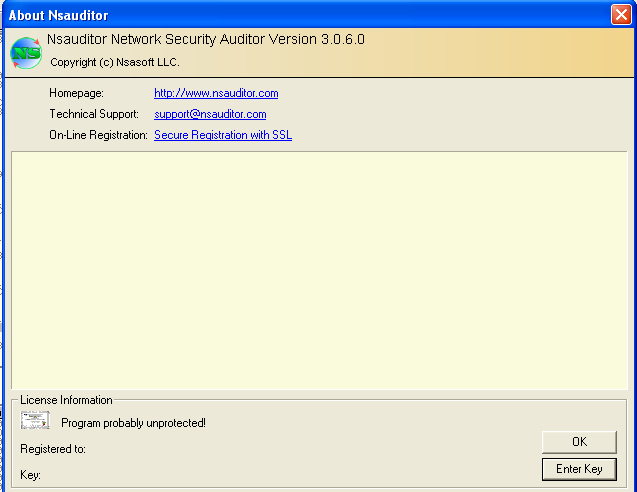 About Nsauditor
NS
Nsauditor Network Security Auditor Version 3.0.6.0
Copyright (c) Nsasoft LLC.
Homepage: http://www.nsauditor.com
Technical Support: support@nsauditor.com
On-Line Registration: Secure Registration with SSL
License Information
Program probably unprotected!
Registered to:
OK
Key:
Enter Key